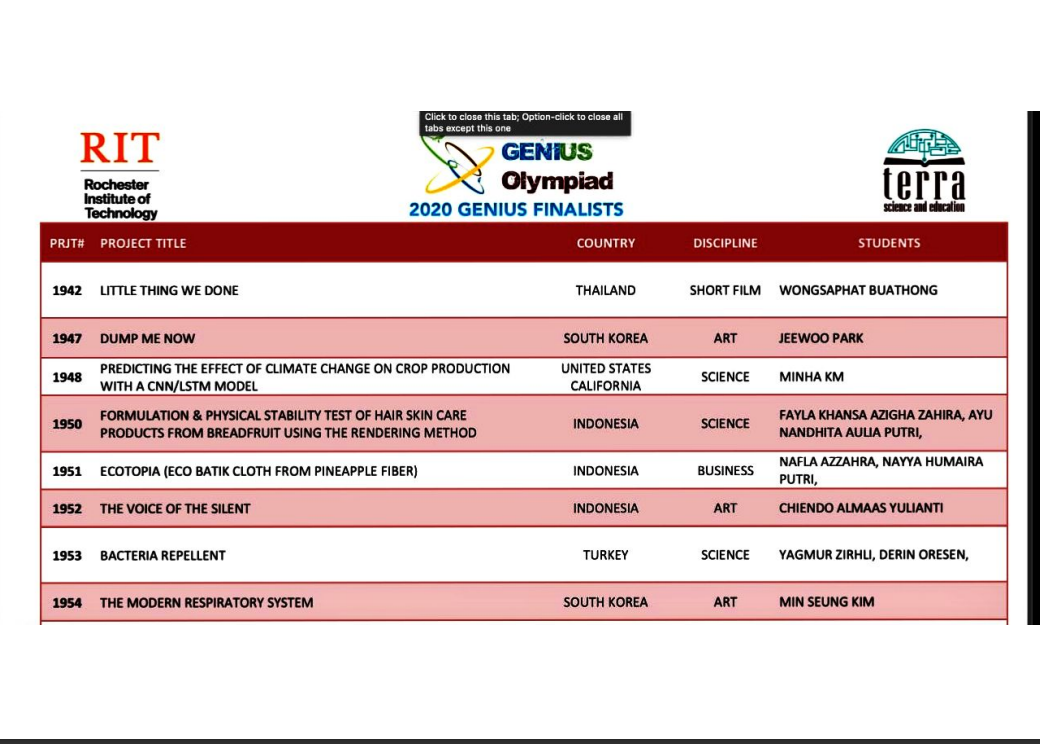 RIT
Rochester
Institute of
Technology
Click to close this tab; Option-click to close all
tabs except this one
GENIUS
Olympiad
2020 GENIUS FINALISTS
terra
science and education
PRJT# PROJECT TITLE COUNTRY DISCIPLINE STUDENTS
1942 LITTLE THING WE DONE THAILAND SHORT FILM WONGSAPHAT BUATHONG
1947 DUMP ME NOW SOUTH KOREA ART JEEWOO PARK
1948 PREDICTING THE EFFECT OF CLIMATE CHANGE ON CROP PRODUCTION
WITH A CNN/LSTM MODEL
UNITED STATES
CALIFORNIA
SCIENCE MINHA KM
1950 FORMULATION & PHYSICAL STABILITY TEST OF HAIR SKIN CARE
PRODUCTS FROM BREADFRUIT USING THE RENDERING METHOD
INDONESIA SCIENCE
FAYLA KHANSA AZIGHA ZAHIRA, AYU
NANDHITA AULIA PUTRI,
1951 ECOTOPIA (ECO BATIK CLOTH FROM PINEAPPLE FIBER) INDONESIA BUSINESS
NAFLA AZZAHRA, NAYYA HUMAIRA
PUTRI,
1952 THE VOICE OF THE SILENT INDONESIA ART CHIENDO ALMAAS YULIANTI
1953 BACTERIA REPELLENT TURKEY SCIENCE YAGMUR ZIRHLI, DERIN ORESEN,
1954 THE MODERN RESPIRATORY SYSTEM SOUTH KOREA ART MIN SEUNG KIM